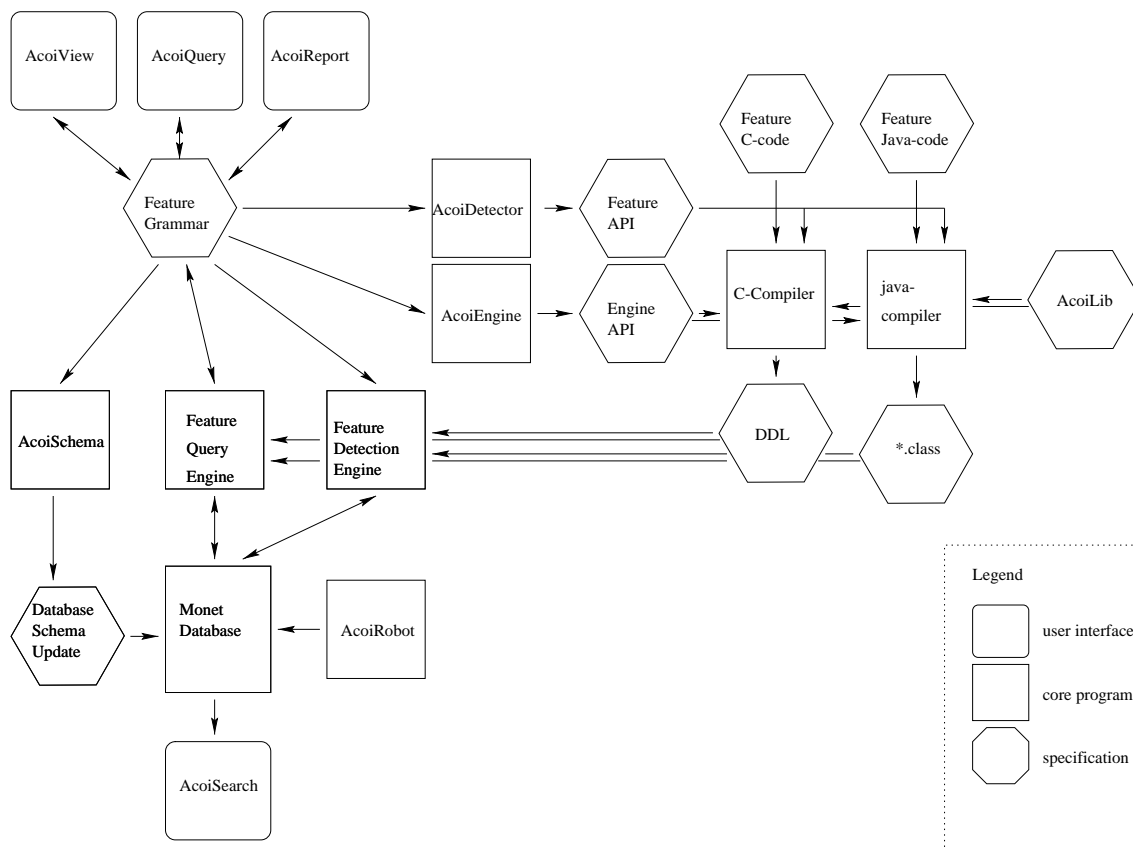 AcoiView
AcoiQuery
AcoiReport
Feature
C-code
Feature
Java-code
Feature
Grammar
AcoiDetector
Feature
API
AcoiEngine
Engine
API
C-Compiler
java-
compiler
AcoiLib
AcoiSchema
Feature
Query
Engine
Feature
Detection
Engine
DDL
*.class
Database
Schema
Update
Monet
Database
AcoiRobot
AcoiSearch
Legend
user interface
core program
specification